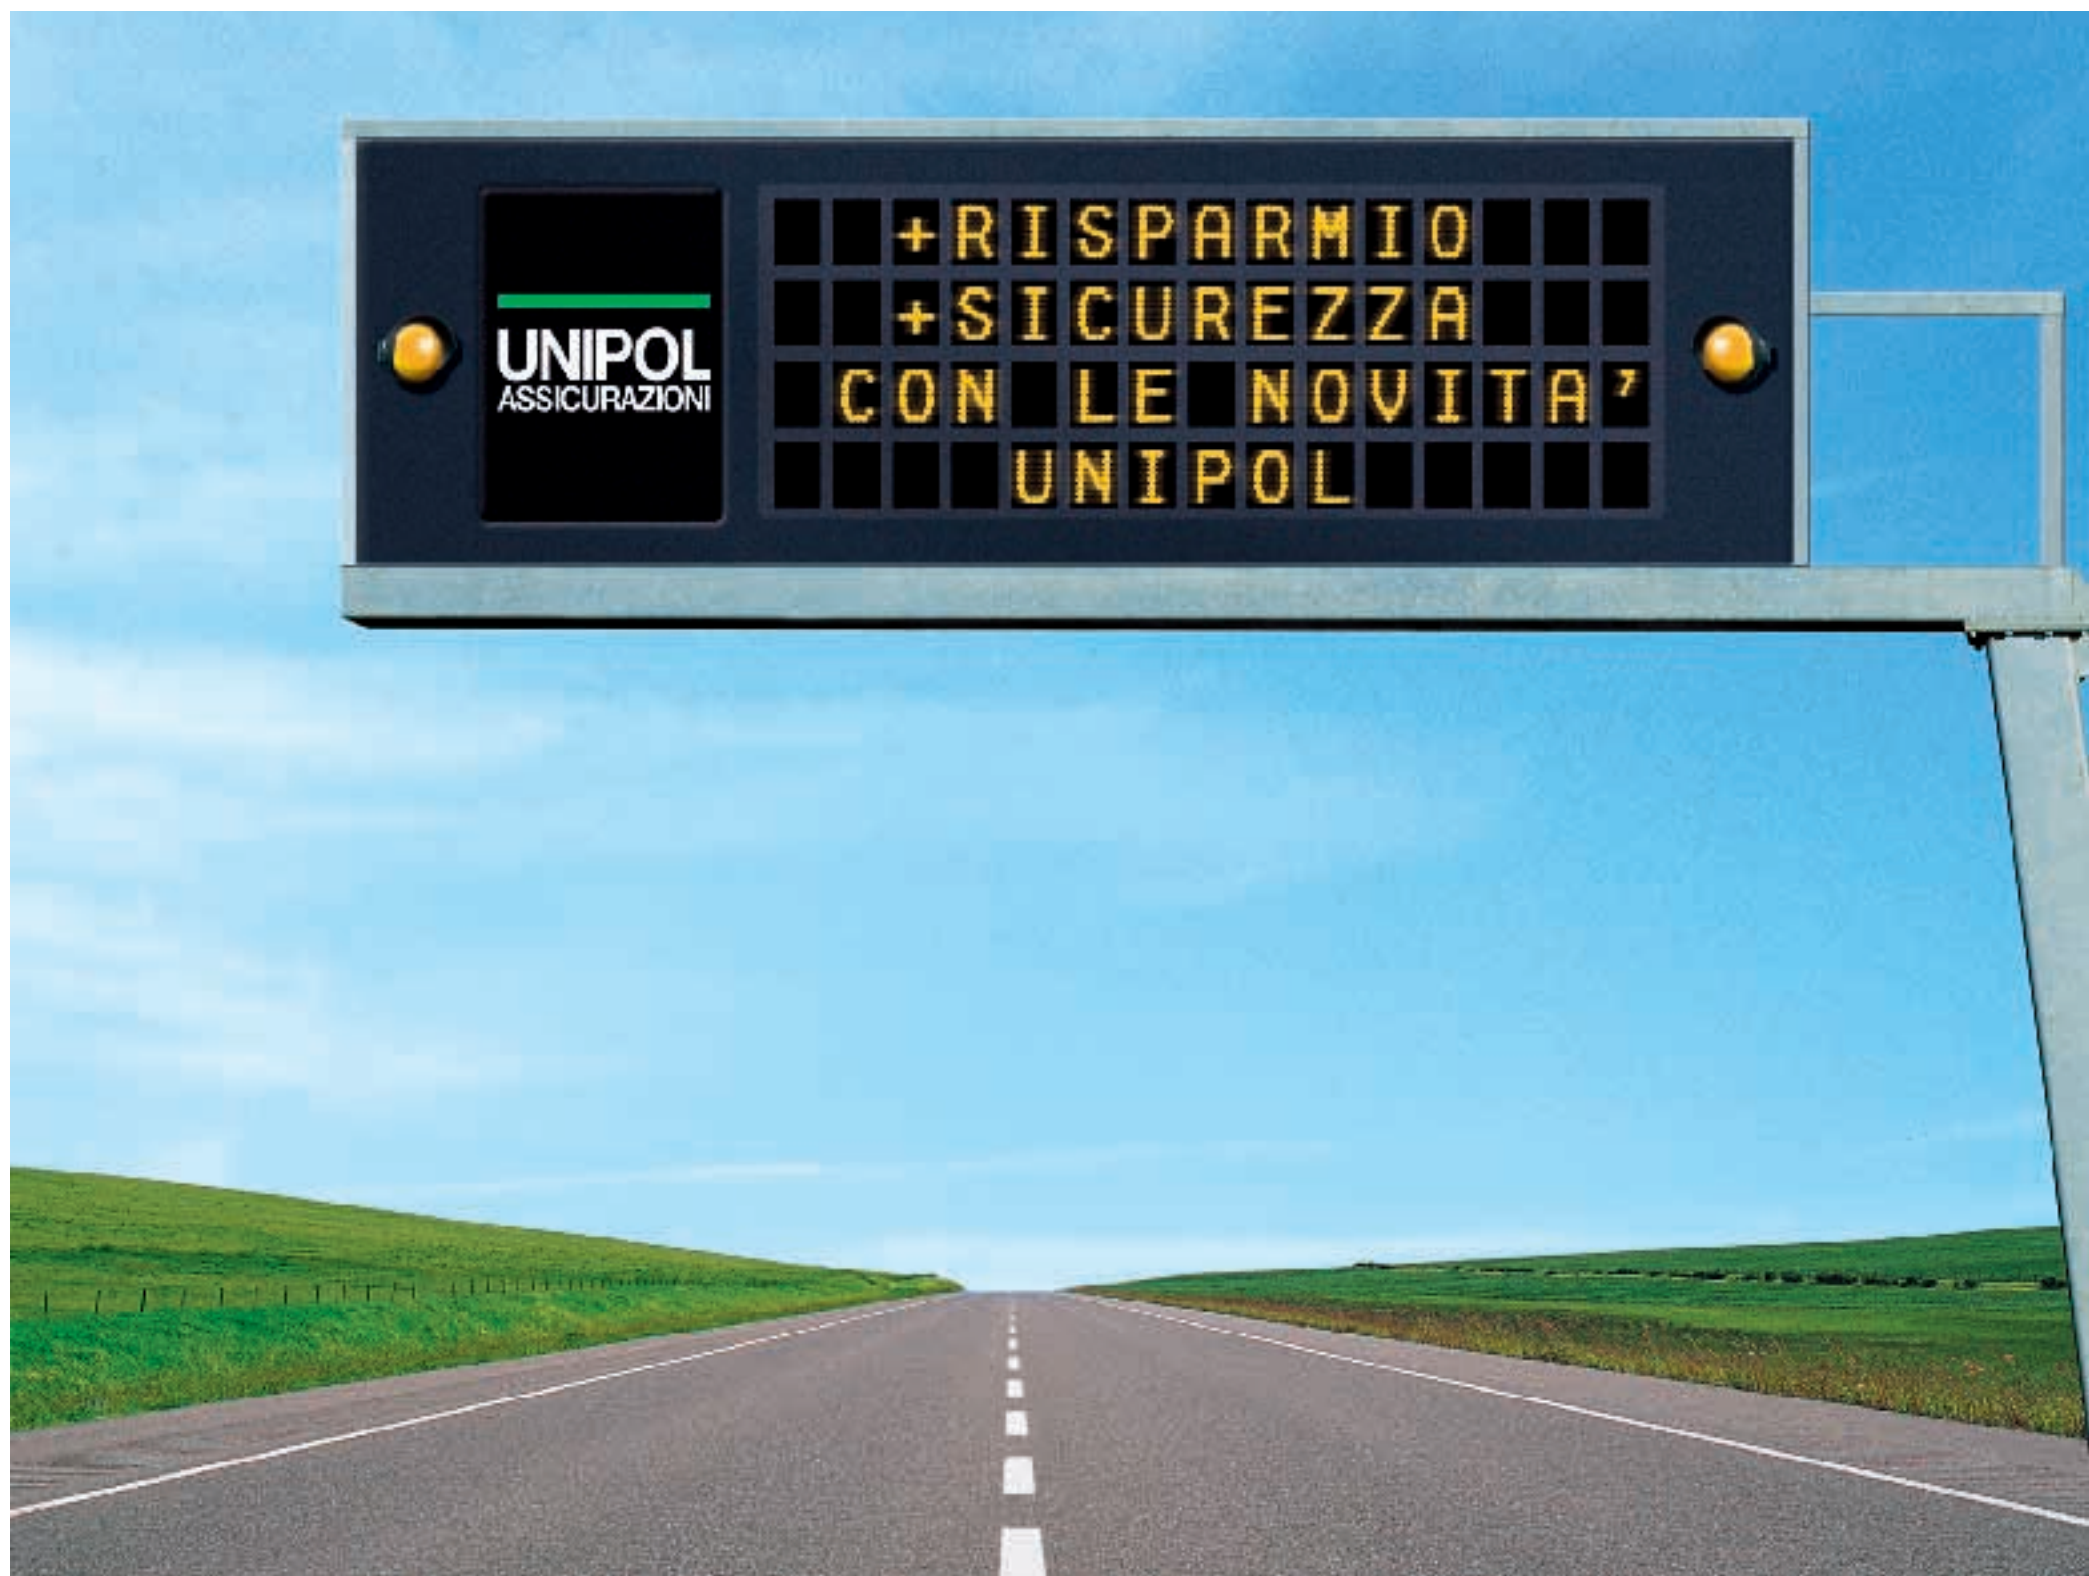 UNIPOL
ASSICURAZIONI
+RISPARMIO
+SICUREZZA
CON LE NOVITA'
UNIPOL